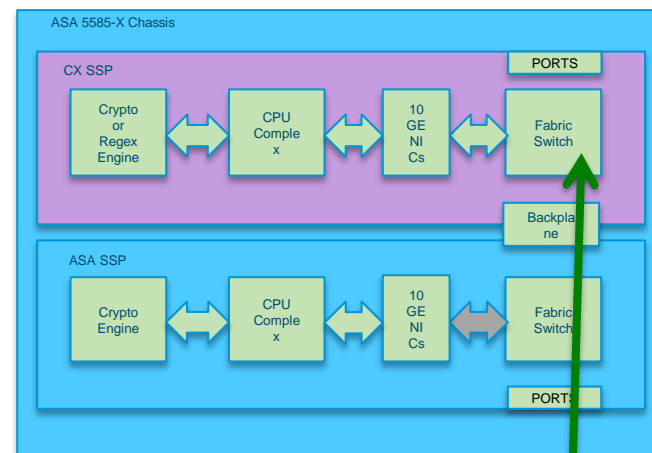 ASA 5585-X Chassis
PORTS
CX SSP
Crypto
or
Regex
Engine
CPU
Comple
x
10
GE
NI
Cs
Fabric
Switch
Backpla
ne
ASA SSP
Crypto
Engine
CPU
Comple
x
10
GE
NI
Cs
Fabric
Switch
PORTS